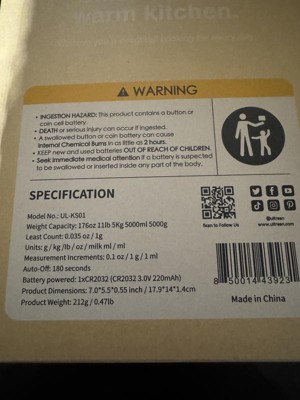 warm kitchen.
WARNING
• INGESTION HAZARD: This product contains a button or
coin cell battery.
• DEATH or serious injury can occur if ingested.
• A swallowed button or coin battery can cause
Internal Chemical Burns in as little as 2 hours.
• KEEP new and used batteries OUT OF REACH OF CHILDREN.
• Seek immediate medical attention if a battery is suspected
to be swallowed or inserted inside any part of the body.
SPECIFICATION
Model No.: UL-KS01
Weight Capacity: 176oz 11lb 5Kg 5000ml 5000g
Least Count: 0.035 oz / 1g
Units: g / kg / lb / oz / milk ml / ml
Measurement Increments: 0.1 oz / 1 g / 1 ml
Auto-Off: 180 seconds
Battery powered: 1xCR2032 (CR2032 3.0V 220mAh)
Product Dimensions: 7.0*5.5*0.55 inch / 17.9*14*1.4cm
Product Weight: 212g / 0.47lb
Scan to Follow Us
@ultrean
www.ultrean.com
8 50014 43923
Made in China